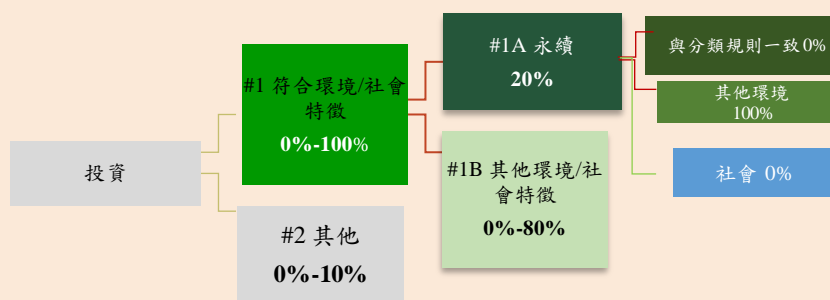 投資
#1 符合環境/社會
特徵
0%-100%
#2 其他
0%-10%
#1A 永續
20%
#1B 其他環境/社
會特徵
0%-80%
與分類規則一致0%
其他環境
100%
社會 0%